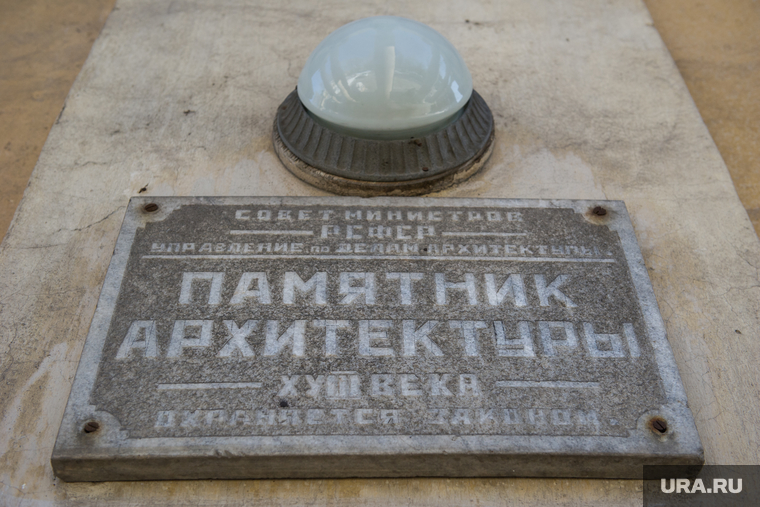 СОВЕТ МИНИСТРОВ
РСФСР
УПРАВЛЕНИЕ ПО ДЕЛАМ АРХИТЕКТУРЫ.
ПАМЯТНИК
АРХИТЕКТУРЫ
XVIII ВЕКА
ОХРАНЯЕТСЯ ЗАКОНОМ.
URA.RU